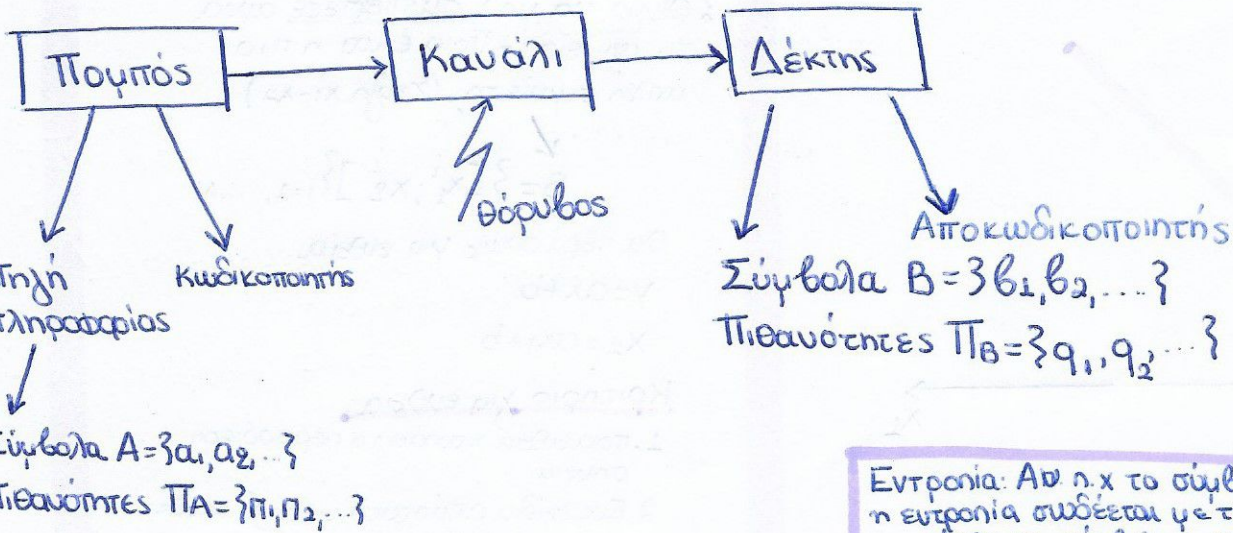 Πομπός
Κανάλι
Δέκτης
θόρυβος
Πηγή
πληροφορίας
Κωδικοποιητής
Αποκωδικοποιητής
Σύμβολα B={b1,b2,...}
Πιθανότητες ΠB={q1,q2,...}
Σύμβολα A={a1,a2,...}
Πιθανότητες ΠA={π1,π2,...}
Εντροπία: Αν π.χ το σύμβ
η εντροπία συνδέεται με τ